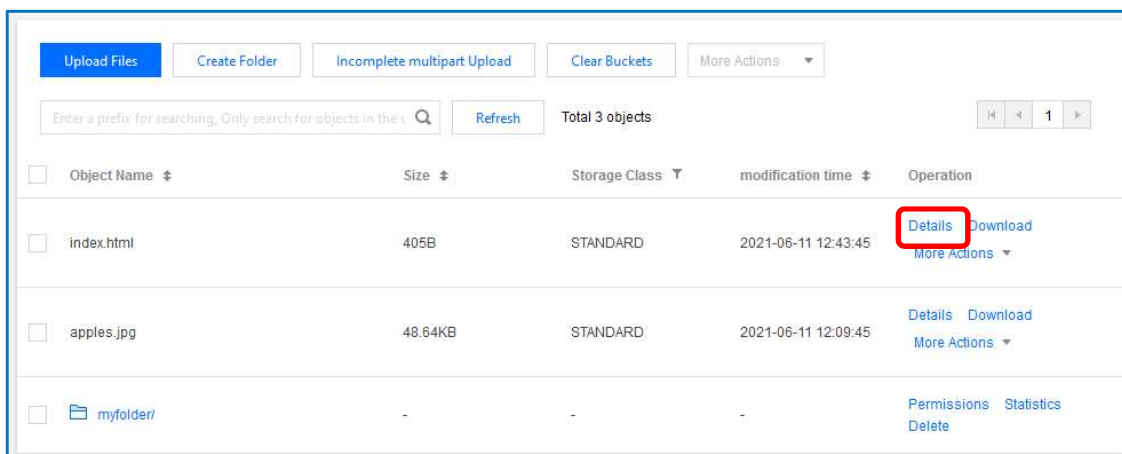 Upload Files Create Folder Incomplete multipart Upload Clear Buckets More Actions
Enter a prefix for searching, Only search for objects in the c Refresh Total 3 objects 1
Object Name Size Storage Class modification time Operation
index.html 405B STANDARD 2021-06-11 12:43:45 Details Download
More Actions
apples.jpg 48.64KB STANDARD 2021-06-11 12:09:45 Details Download
More Actions
myfolder/ - - - Permissions Statistics
Delete